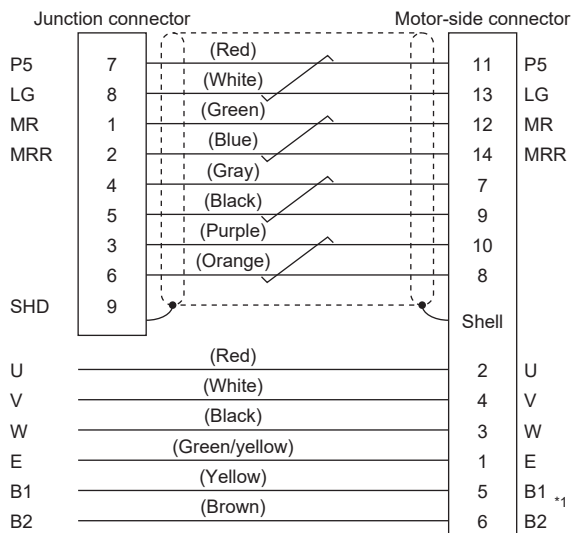 Junction connector Motor-side connector
(Red)
P5 7 11 P5
(White)
LG 8 13 LG
(Green)
MR 1 12 MR
(Blue)
MRR 2 14 MRR
(Gray)
4 7
(Black)
5 9
(Purple)
3 10
(Orange)
6 8
SHD 9
Shell
(Red)
U 2 U
(White)
V 4 V
(Black)
W 3 W
(Green/yellow)
E 1 E
(Yellow)
B1 5 B1 *1
(Brown)
B2 6 B2